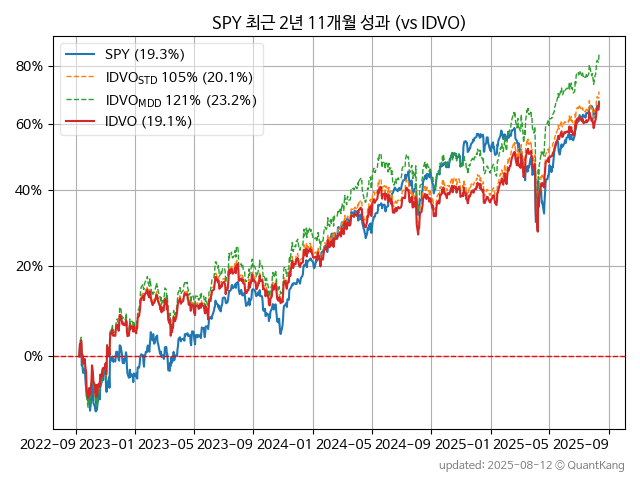 SPY 최근 2년 11개월 성과 (vs IDVO)
SPY (19.3%)
IDVOSTD 105% (20.1%)
IDVOMDD 121% (23.2%)
IDVO (19.1%)
80%
60%
40%
20%
0%
2022-09 2023-01 2023-05 2023-09 2024-01 2024-05 2024-09 2025-01 2025-05 2025-09
updated: 2025-08-12 © QuantKang